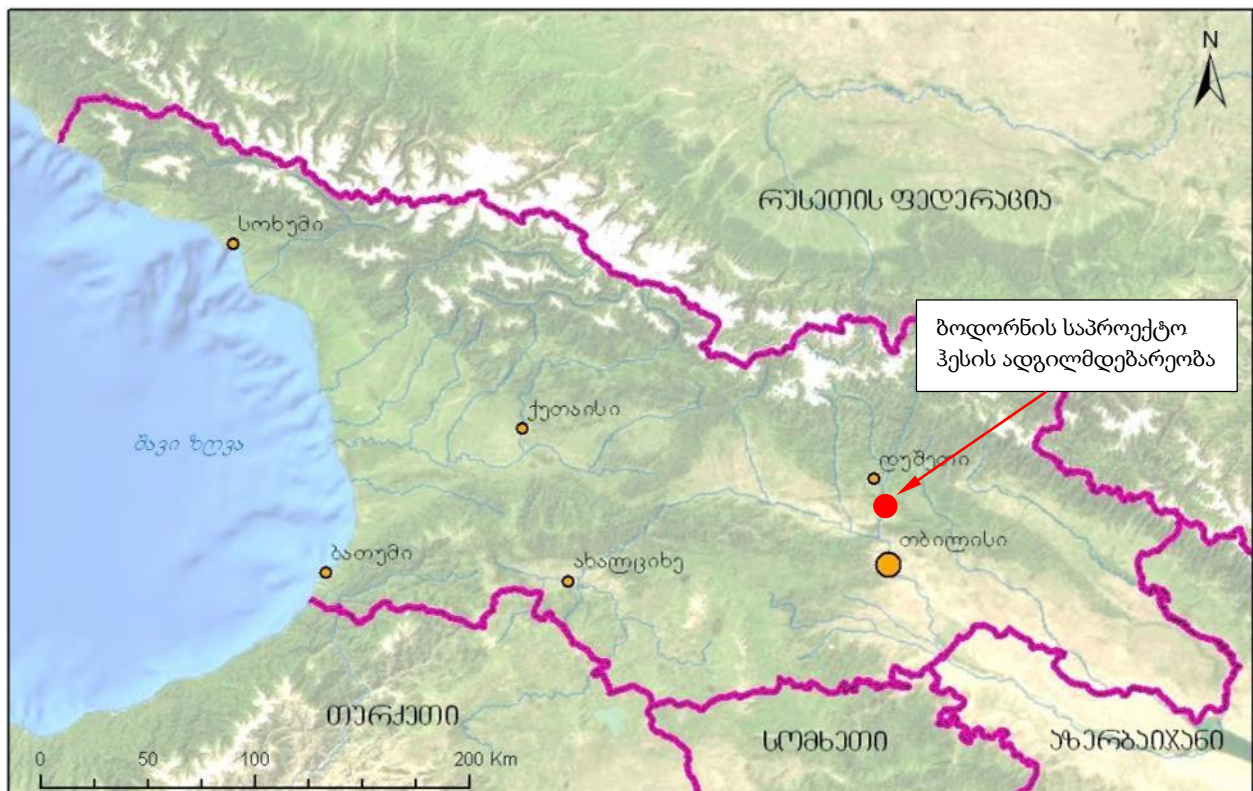 N
რუსეთის ფედერაცია
სოხუმი
ბოდორნის საპროექტო
ჰესის ადგილმდებარეობა
ქუთაისი
შავი ზღვა
დუშეთი
თბილისი
ბათუმი
ახალციხე
თურქეთი
სომხეთი
აზერბაიჯანი
0 50 100 200 Km